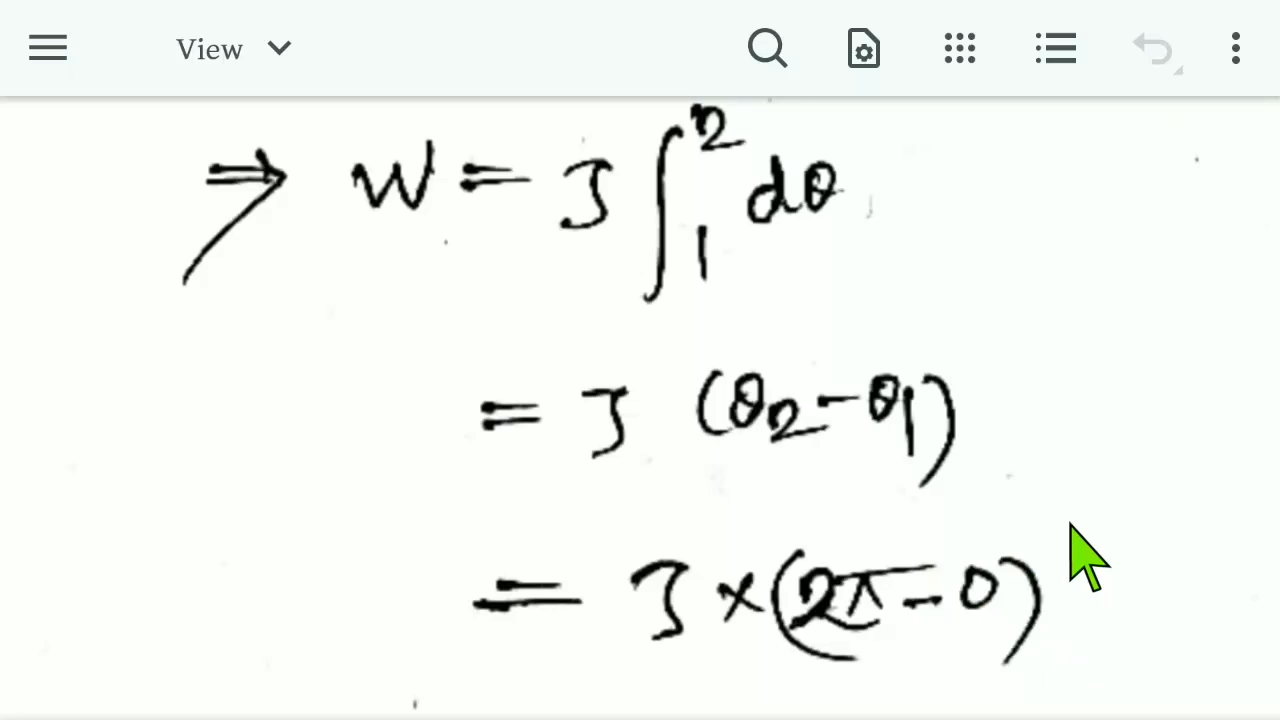 View
⇒ W = T ∫₁² dθ
= T (θ₂ - θ₁)
= T × (2π - 0)